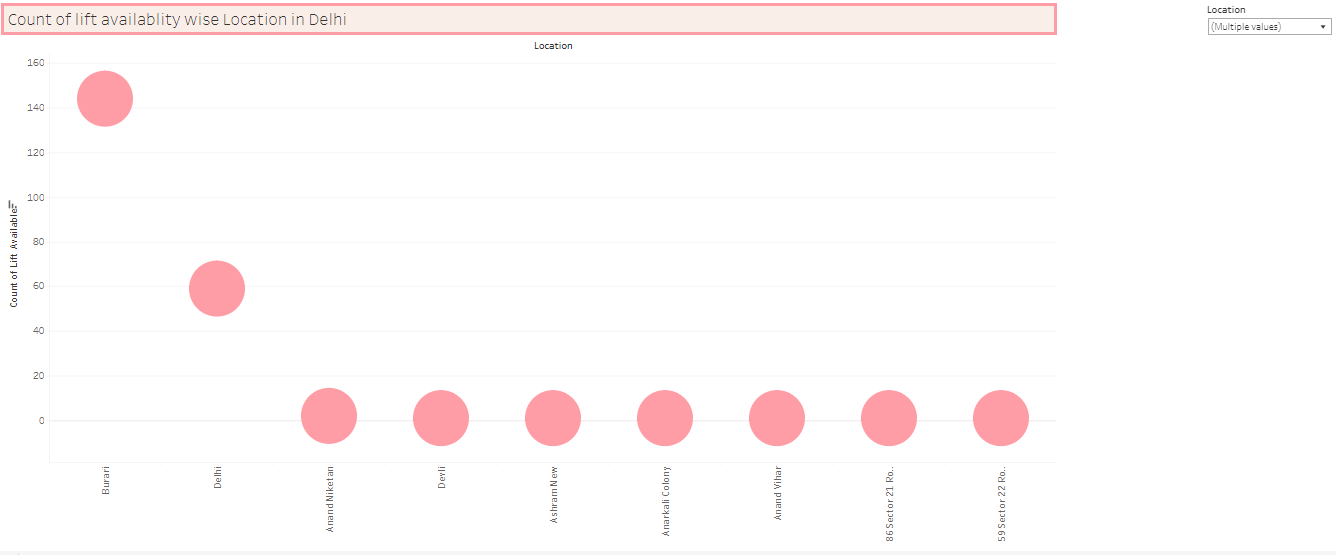 Count of lift availablity wise Location in Delhi
Location
(Multiple values)
Location
160
140
120
100
80
60
40
20
0
Count of Lift Available
Burari
Delhi
Anand Niketan
Devli
Ashram New
Anarkali Colony
Anand Vihar
86 Sector 21 Ro..
59 Sector 22 Ro..